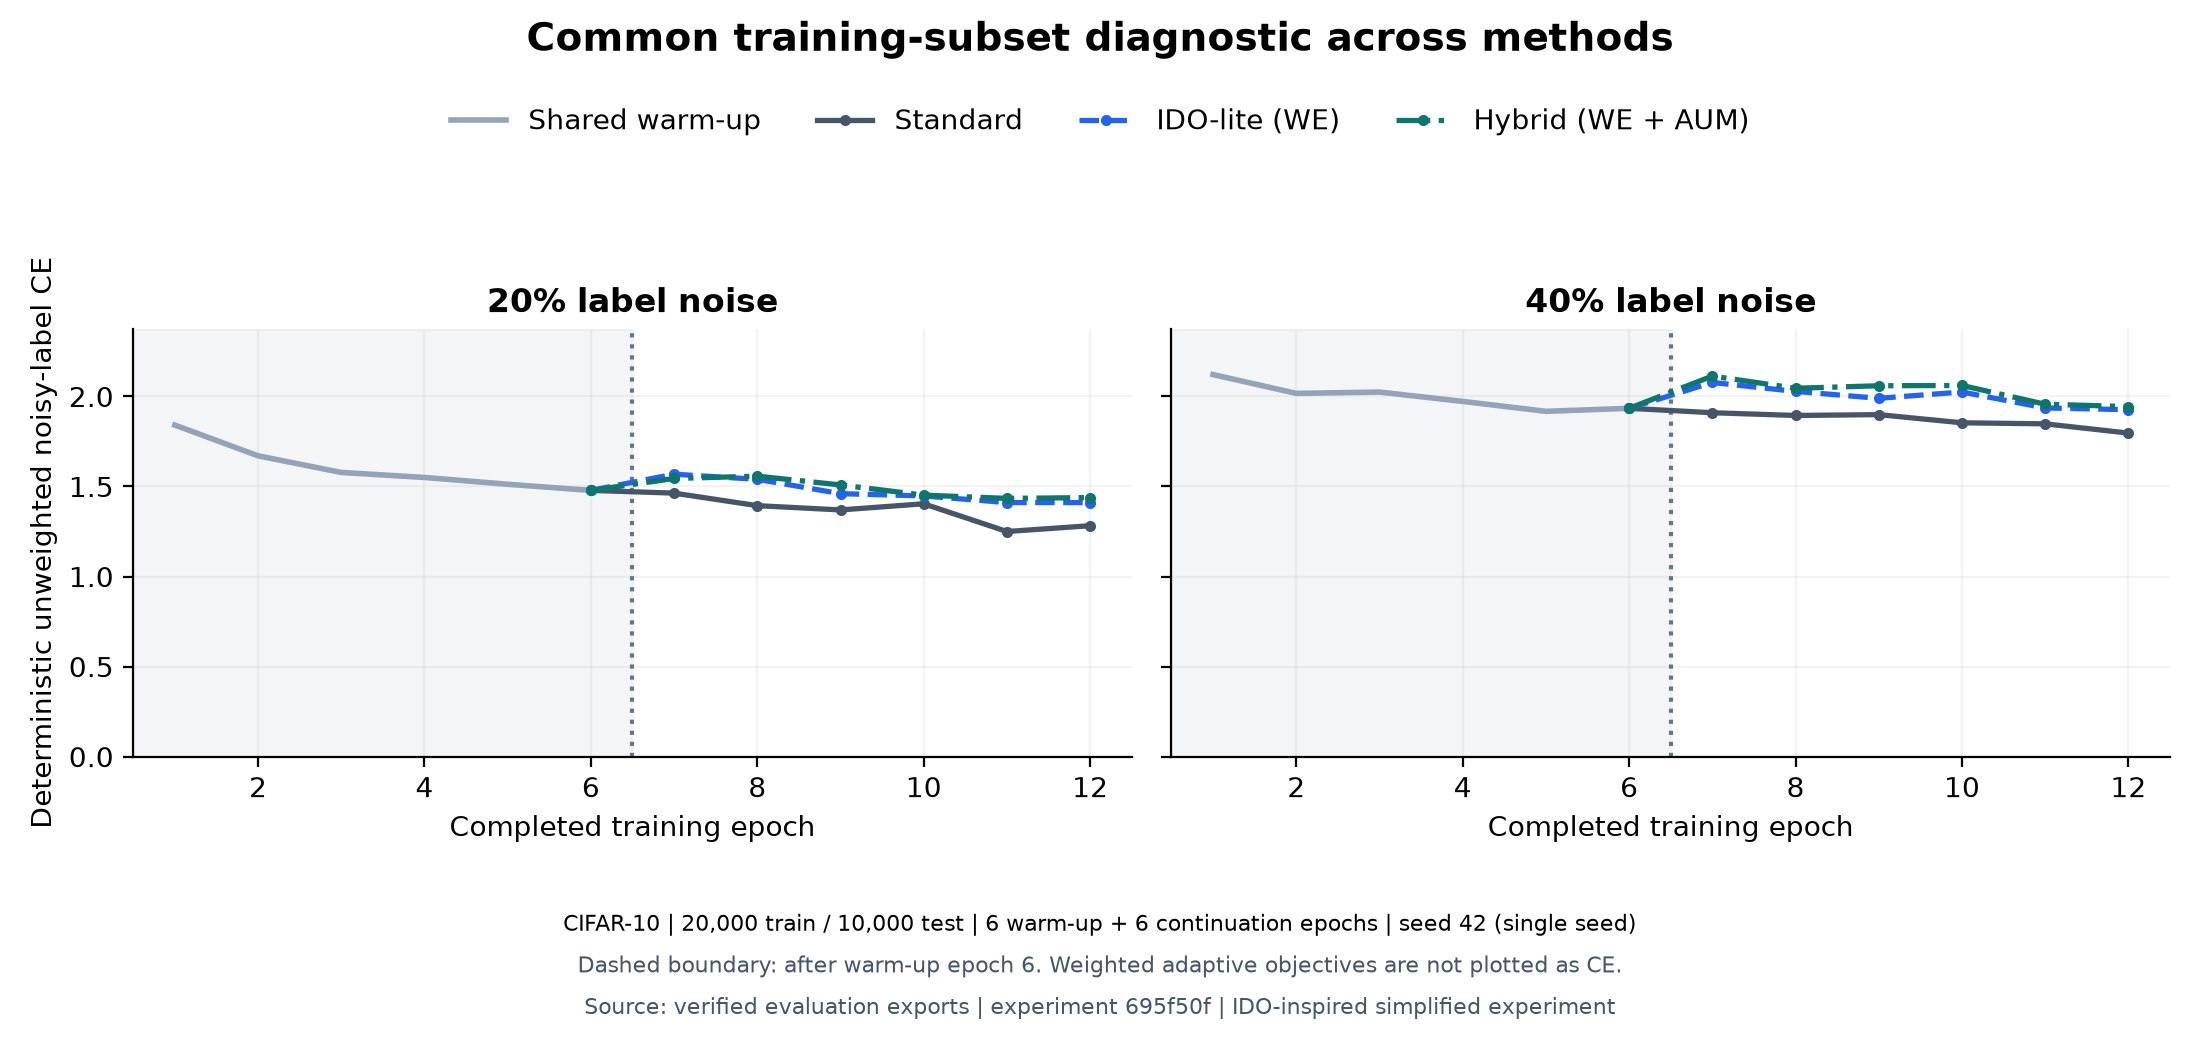 Common training-subset diagnostic across methods
Shared warm-up Standard IDO-lite (WE) Hybrid (WE + AUM)
Deterministic unweighted noisy-label CE
20% label noise
2.0
1.5
1.0
0.5
0.0
2 4 6 8 10 12
Completed training epoch
40% label noise
2 4 6 8 10 12
Completed training epoch
CIFAR-10 | 20,000 train / 10,000 test | 6 warm-up + 6 continuation epochs | seed 42 (single seed)
Dashed boundary: after warm-up epoch 6. Weighted adaptive objectives are not plotted as CE.
Source: verified evaluation exports | experiment 695f50f | IDO-inspired simplified experiment